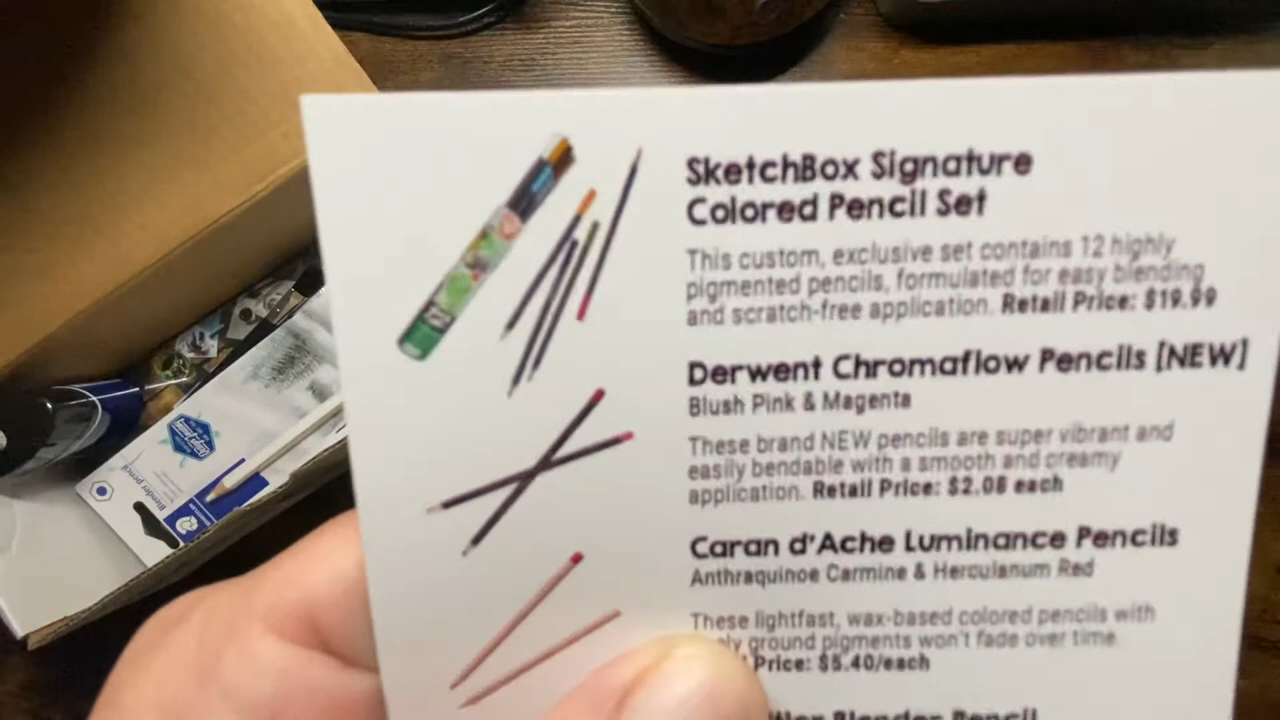 SketchBox Signature
Colored Pencil Set
This custom, exclusive set contains 12 highly
pigmented pencils, formulated for easy blending
and scratch-free application. Retail Price: $19.99
Derwent Chromaflow Pencils [NEW]
Blush Pink & Magenta
These brand NEW pencils are super vibrant and
easily bendable with a smooth and creamy
application. Retail Price: $2.08 each
Caran d'Ache Luminance Pencils
Anthraquinoe Carmine & Herculanum Red
These lightfast, wax-based colored pencils with
ground pigments won't fade over time.
Price: $5.40/each
Blender Pencil
Blender pencil